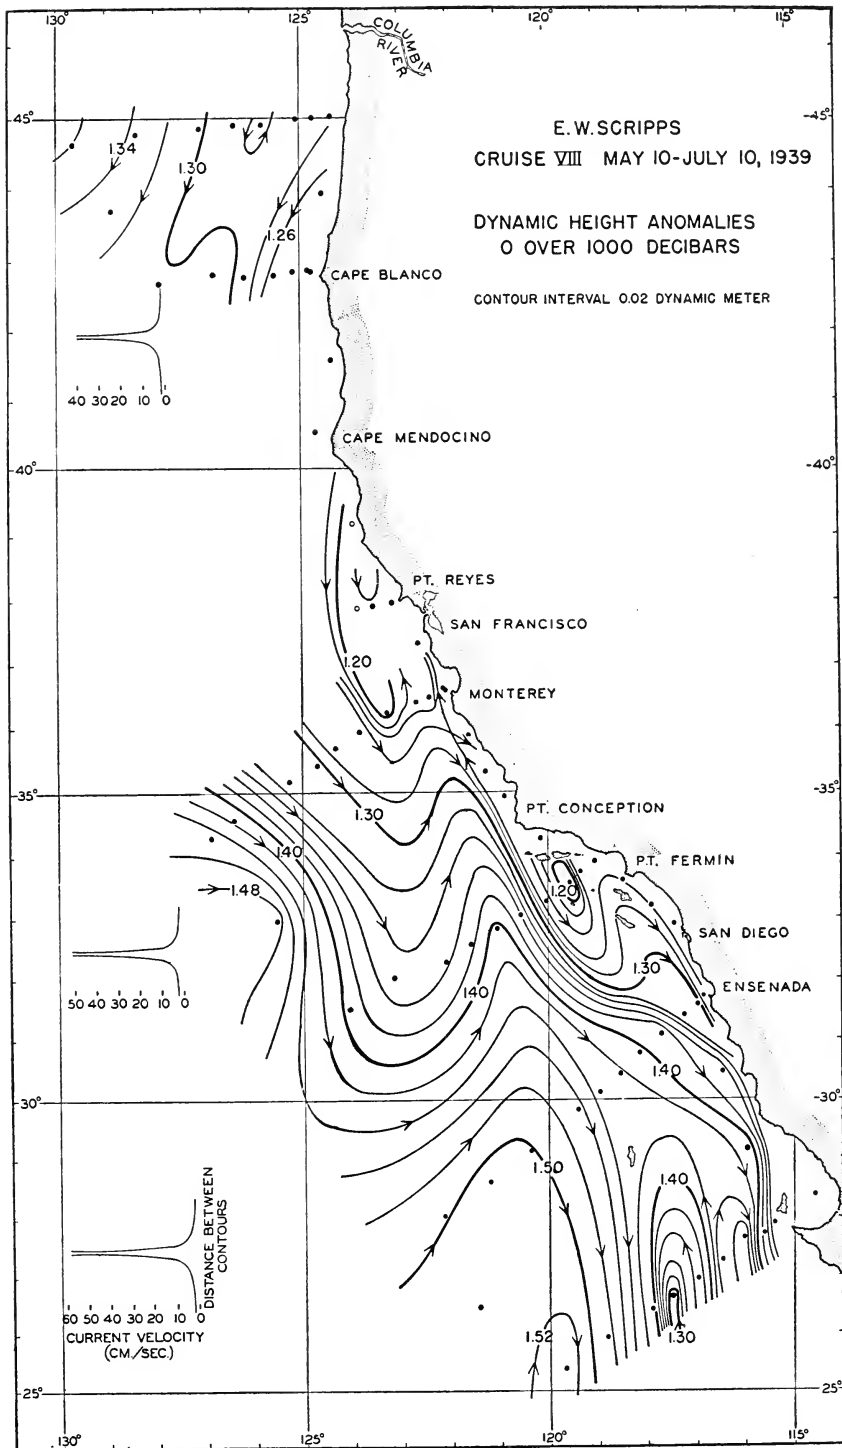 130°
125°
120°
115°
COLUMBIA
RIVER
45°
-45°
E.W. SCRIPPS
CRUISE VIII MAY 10-JULY 10, 1939
1.34
1.30
DYNAMIC HEIGHT ANOMALIES
0 OVER 1000 DECIBARS
1.26
CAPE BLANCO
CONTOUR INTERVAL 0.02 DYNAMIC METER
40 30 20 10 0
CAPE MENDOCINO
-40°
-40°
PT. REYES
SAN FRANCISCO
1.20
MONTEREY
35°
-35°
1.30
PT. CONCEPTION
1.40
PT. FERMIN
1.20
1.48
SAN DIEGO
1.30
ENSENADA
50 40 30 20 10 0
1.40
1.40
30°
-30°
1.50
1.40
DISTANCE BETWEEN
CONTOURS
60 50 40 30 20 10 0
CURRENT VELOCITY
(CM./SEC.)
1.52
1.30
25°
25°
130°
125°
120°
115°